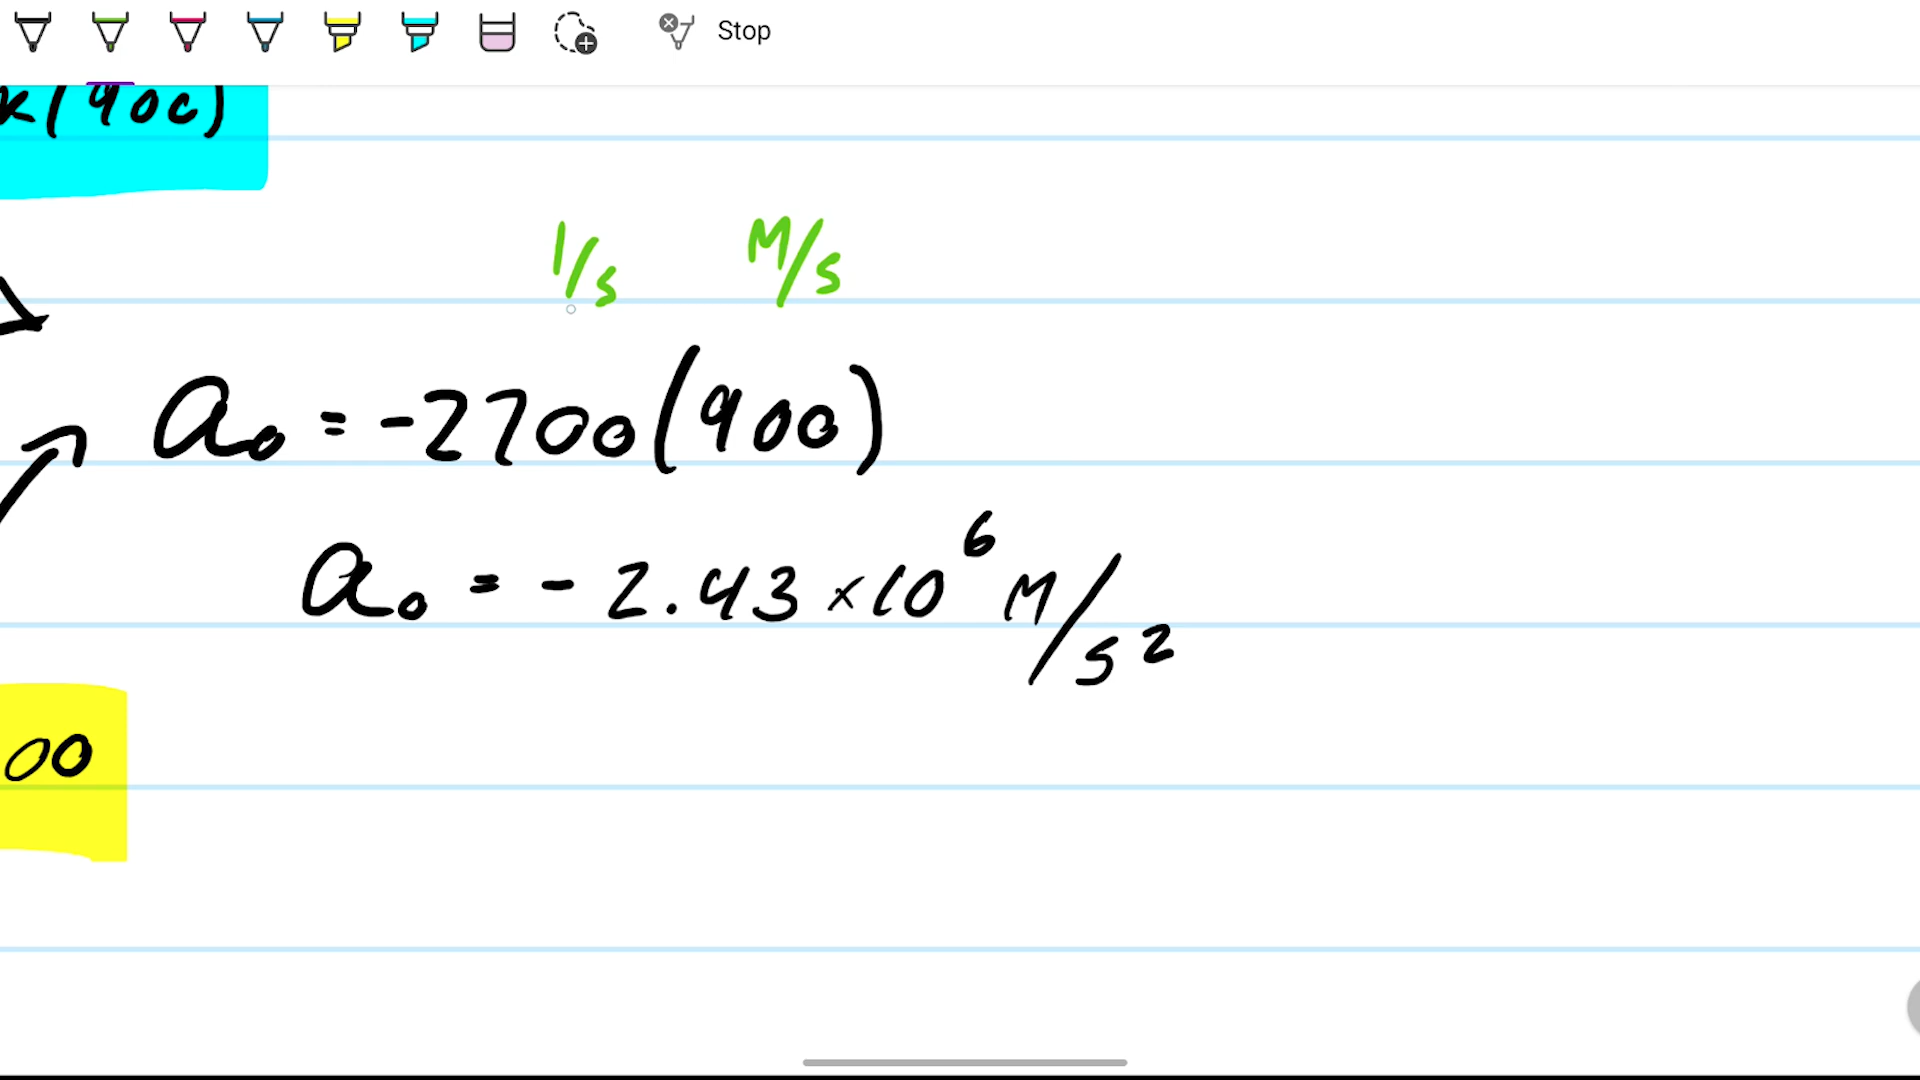 Stop
k(900)
1/s M/s
a₀ = -2700(900)
a₀ = - 2.43 × 10⁶ M/s²
00